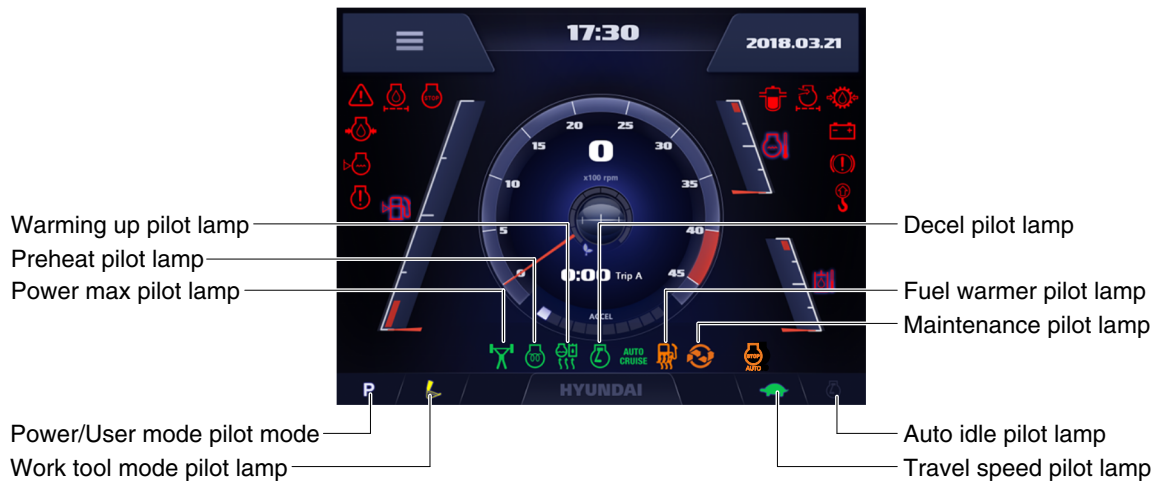 17:30
2018.03.21
STOP
20
25
15
30
0
x100 rpm
10
35
5
40
0
45
0:00 Trip A
ACCEL
AUTO
CRUISE
STOP
AUTO
P
HYUNDAI
Warming up pilot lamp
Preheat pilot lamp
Power max pilot lamp
Power/User mode pilot mode
Work tool mode pilot lamp
Decel pilot lamp
Fuel warmer pilot lamp
Maintenance pilot lamp
Auto idle pilot lamp
Travel speed pilot lamp